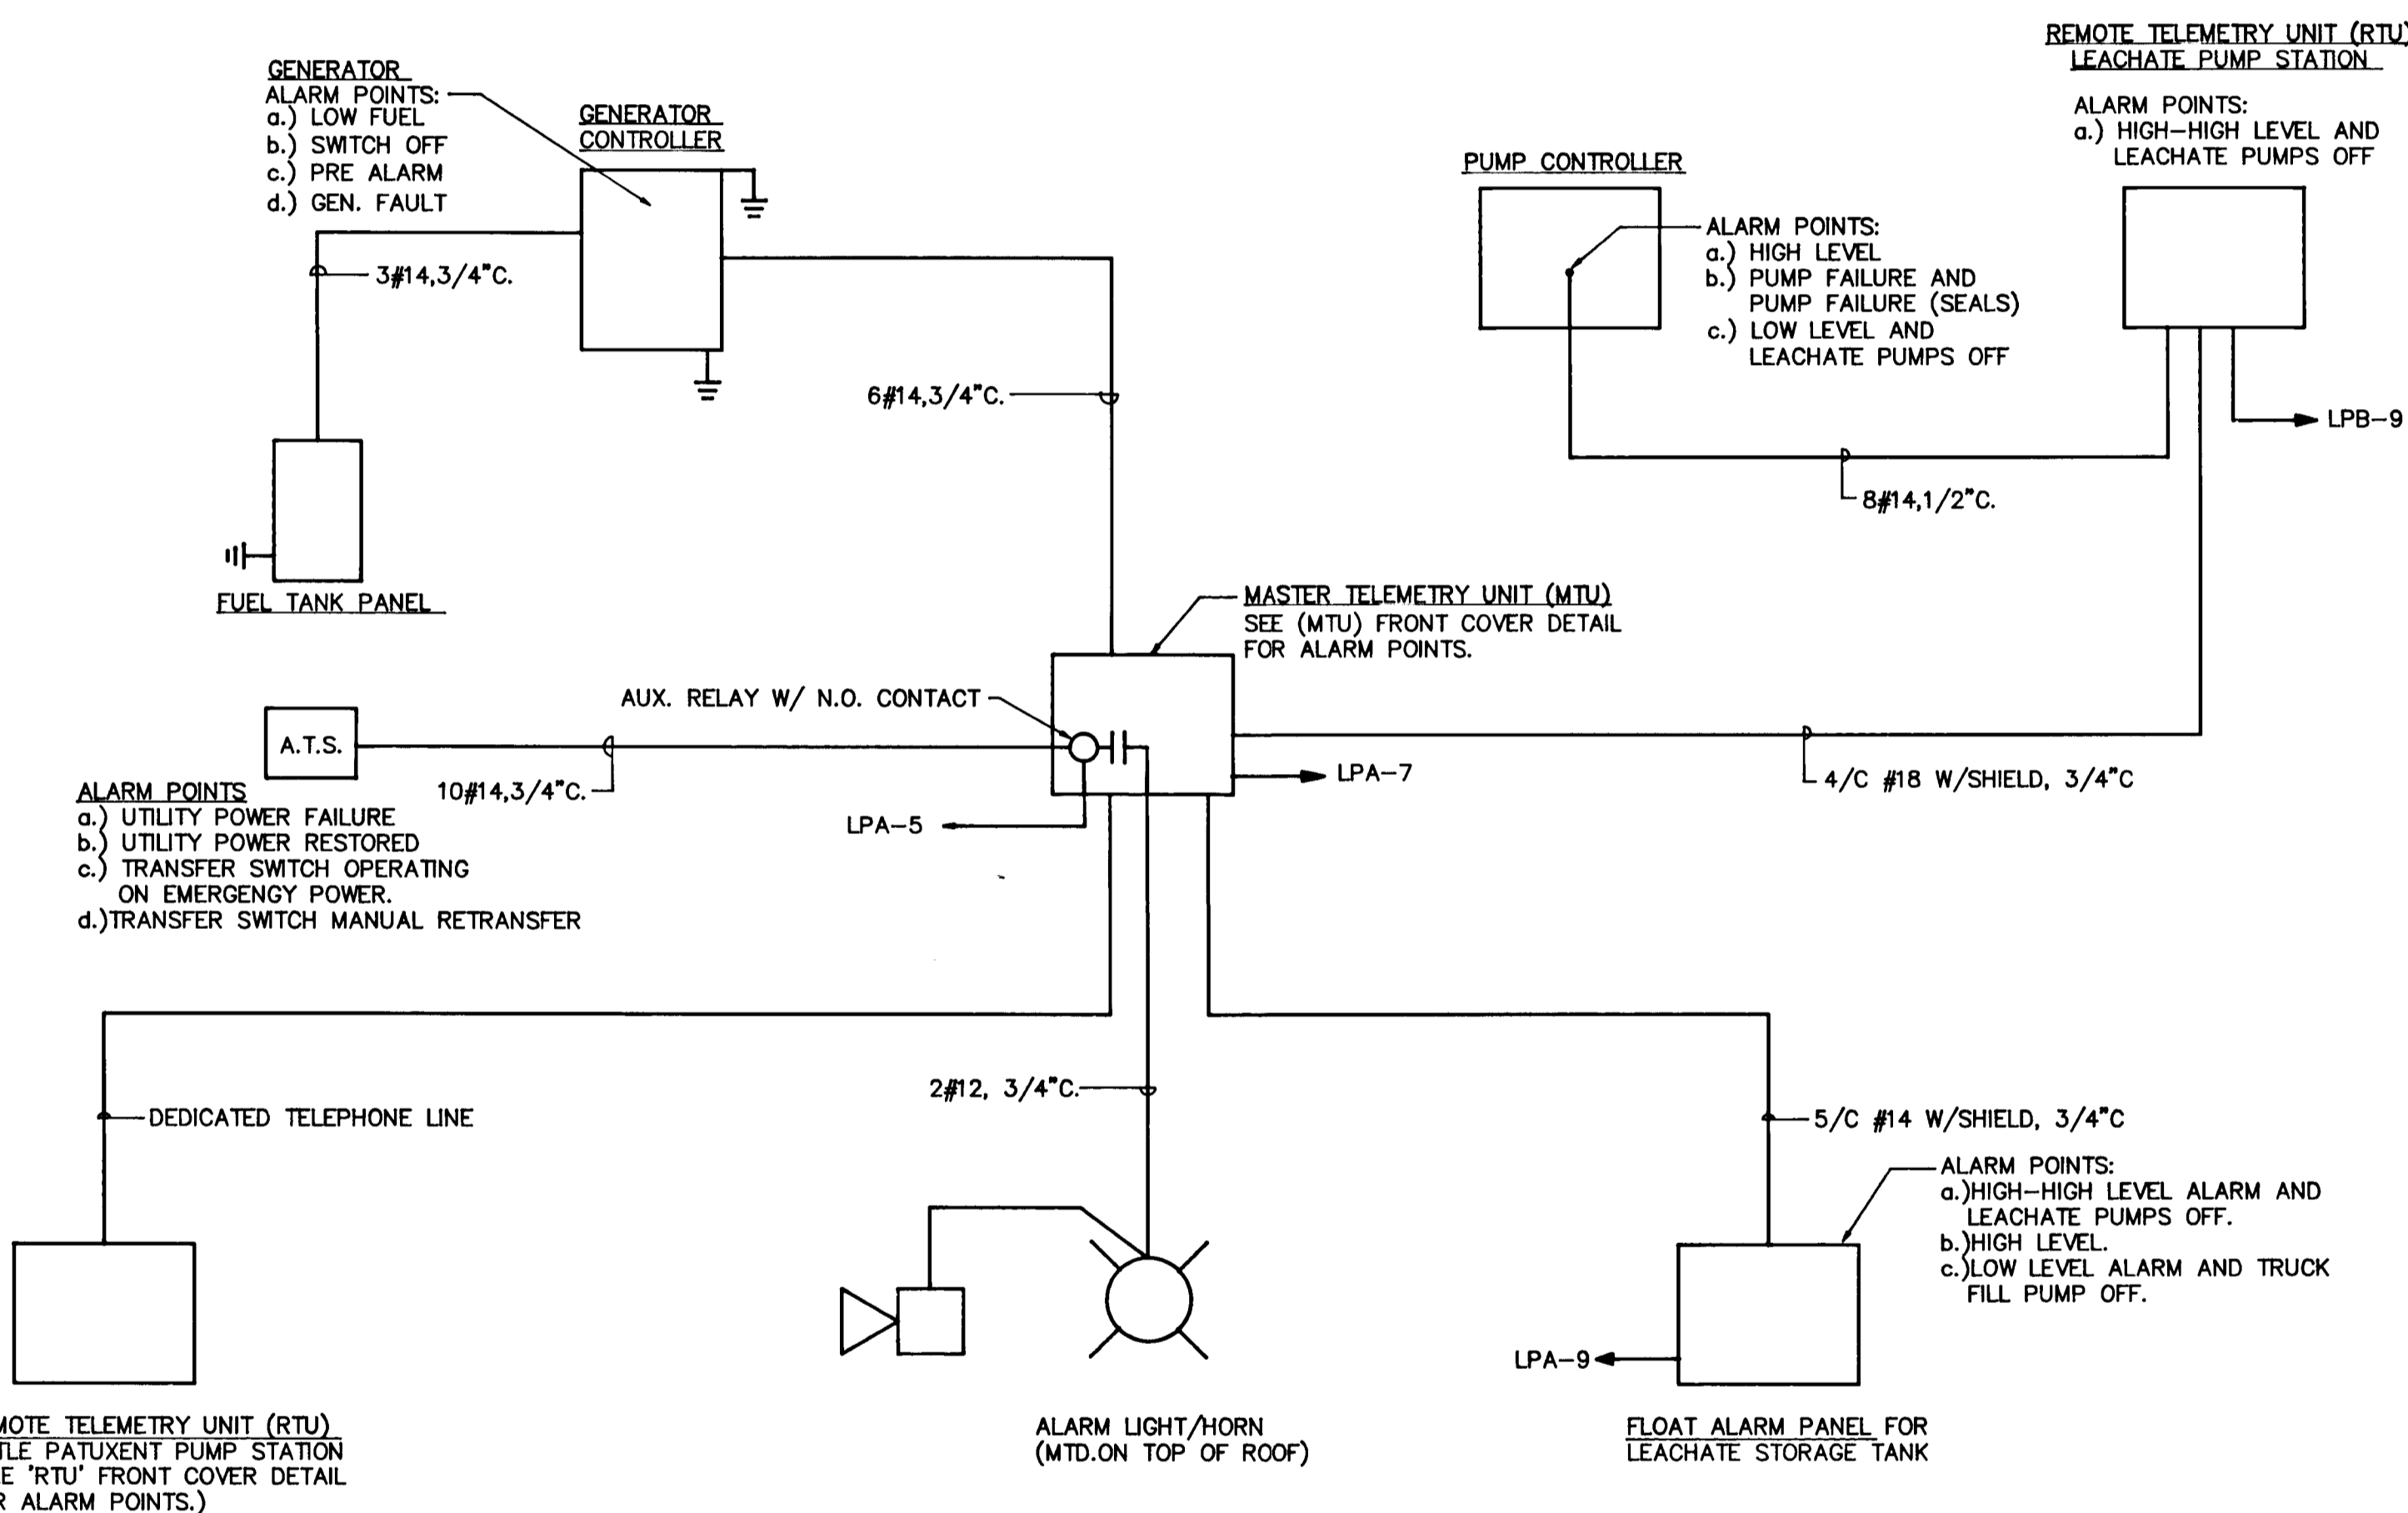 REMOTE TELEMETRY UNIT (RTU)
LEACHATE PUMP STATION
ALARM POINTS:
a.) HIGH-HIGH LEVEL AND
LEACHATE PUMPS OFF
GENERATOR
ALARM POINTS:
a.) LOW FUEL
b.) SWITCH OFF
c.) PRE ALARM
d.) GEN. FAULT
GENERATOR
CONTROLLER
PUMP CONTROLLER
ALARM POINTS:
a.) HIGH LEVEL
b.) PUMP FAILURE AND
PUMP FAILURE (SEALS)
c.) LOW LEVEL AND
LEACHATE PUMPS OFF
3#14,3/4"C.
6#14,3/4"C.
LPB-9
8#14,1/2"C.
FUEL TANK PANEL
MASTER TELEMETRY UNIT (MTU)
SEE (MTU) FRONT COVER DETAIL
FOR ALARM POINTS.
AUX. RELAY W/ N.O. CONTACT
A.T.S.
10#14,3/4"C.
LPA-7
4/C #18 W/SHIELD, 3/4"C
LPA-5
ALARM POINTS
a.) UTILITY POWER FAILURE
b.) UTILITY POWER RESTORED
c.) TRANSFER SWITCH OPERATING
ON EMERGENGY POWER.
d.)TRANSFER SWITCH MANUAL RETRANSFER
2#12, 3/4"C.
DEDICATED TELEPHONE LINE
5/C #14 W/SHIELD, 3/4"C
ALARM POINTS:
a.)HIGH-HIGH LEVEL ALARM AND
LEACHATE PUMPS OFF.
b.)HIGH LEVEL.
c.)LOW LEVEL ALARM AND TRUCK
FILL PUMP OFF.
LPA-9
MOTE TELEMETRY UNIT (RTU)
TLE PATUXENT PUMP STATION
E 'RTU' FRONT COVER DETAIL
R ALARM POINTS.)
ALARM LIGHT/HORN
(MTD.ON TOP OF ROOF)
FLOAT ALARM PANEL FOR
LEACHATE STORAGE TANK